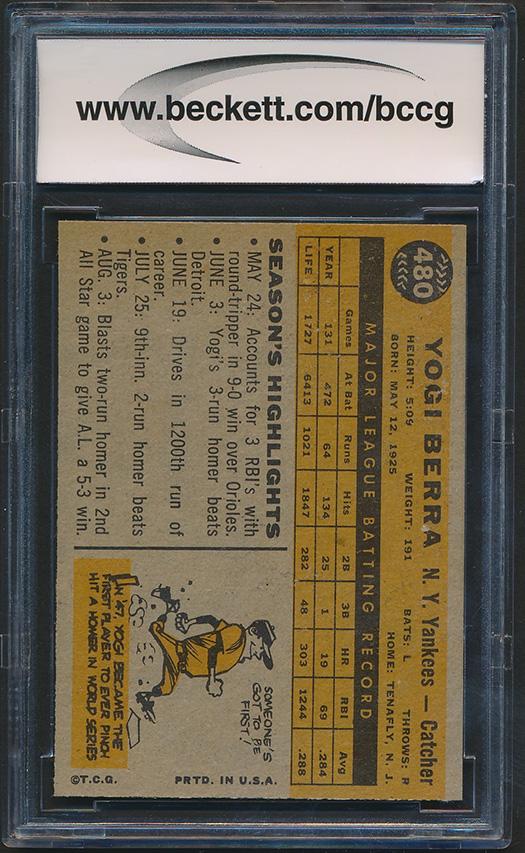 www.beckett.com/bccg
480
YOGI BERRA N. Y. Yankees — Catcher
HEIGHT: 5:09 WEIGHT: 191 BATS: L THROWS: R
BORN: MAY 12, 1925 HOME: TENAFLY, N. J.
MAJOR LEAGUE BATTING RECORD
Games At Bat Runs Hits 2B 3B HR RBI Avg
YEAR 131 472 64 134 25 1 19 69 .284
LIFE 1727 6413 1021 1847 282 48 303 1244 .288
SEASON'S HIGHLIGHTS
• MAY 24: Accounts for 3 RBI's with
round-tripper in 9-0 win over Orioles.
• JUNE 3: Yogi's 3-run homer beats
Detroit.
• JUNE 19: Drives in 1200th run of
career.
• JULY 25: 9th-inn. 2-run homer beats
Tigers.
• AUG. 3: Blasts two-run homer in 2nd
All Star game to give A.L. a 5-3 win.
SOMEONE'S
GOT TO BE
FIRST!
IN '47, YOGI BECAME THE
FIRST PLAYER TO EVER PINCH
HIT A HOMER IN WORLD SERIES
©T.C.G. PRTD. IN U.S.A.